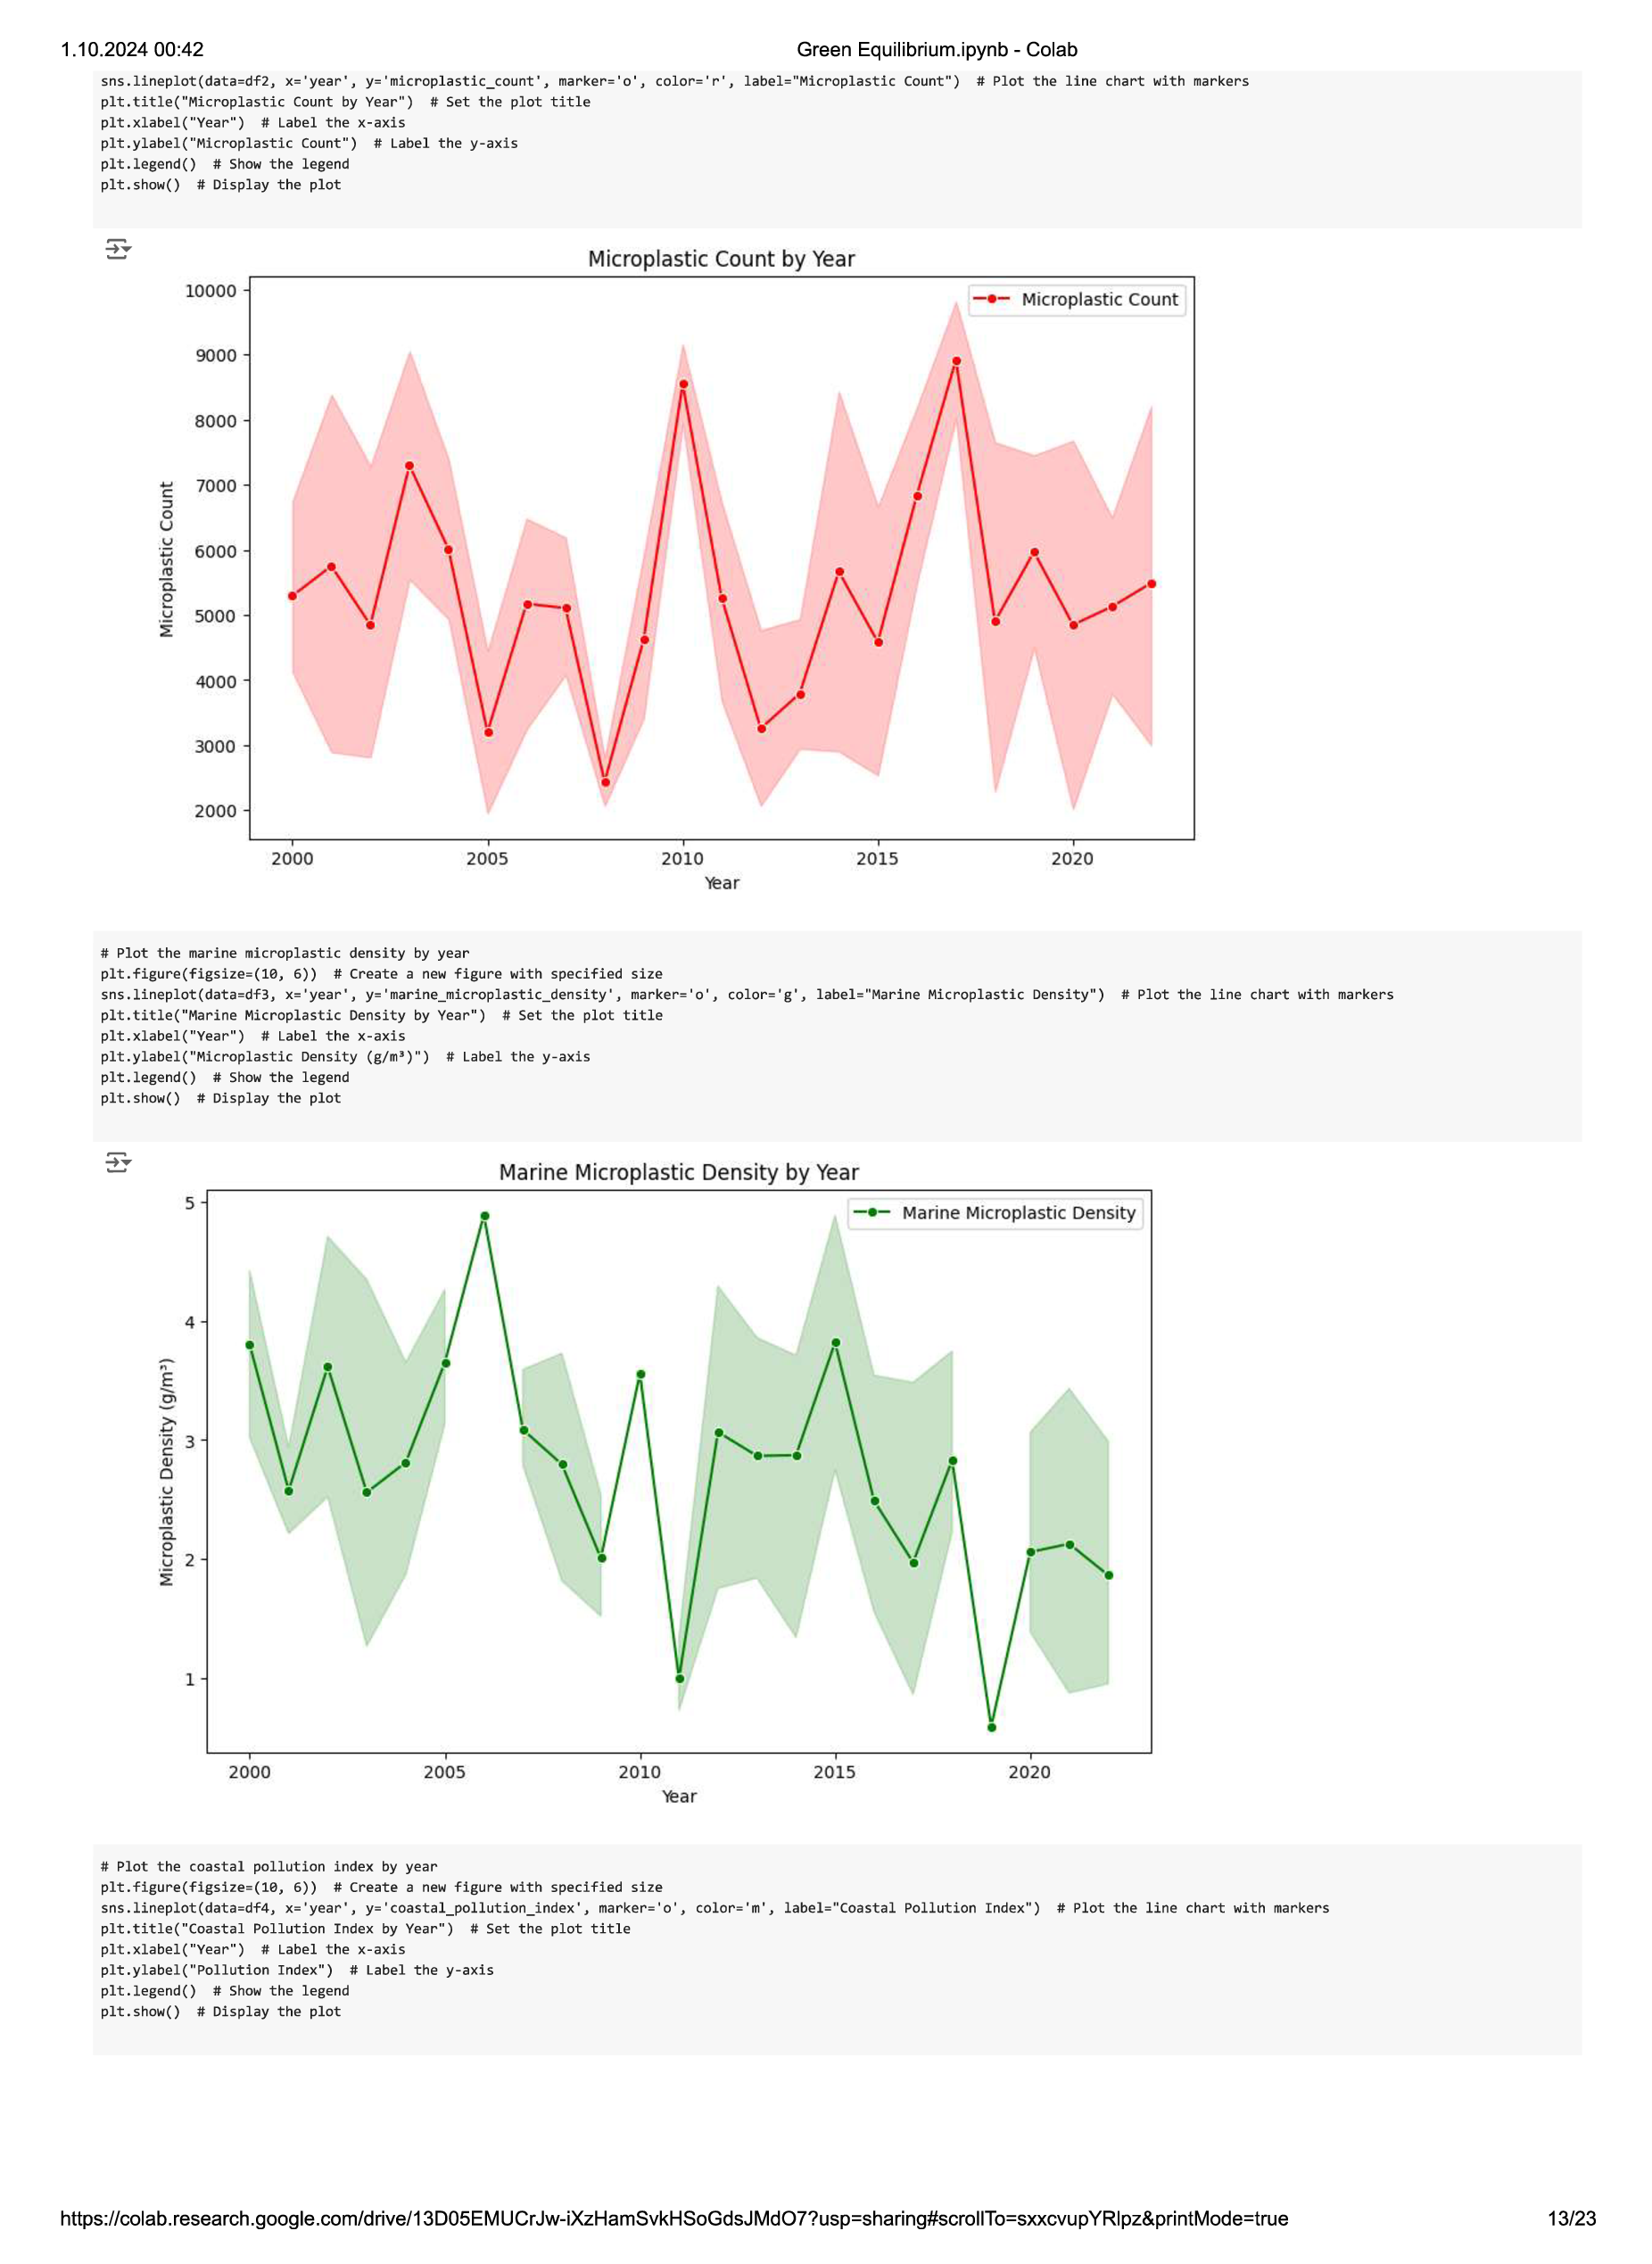 1.10.2024 00:42
Green Equilibrium.ipynb - Colab
sns.lineplot(data=df2, x='year', y='microplastic_count', marker='o', color='r', label="Microplastic Count")  # Plot the line chart with markers
plt.title("Microplastic Count by Year")  # Set the plot title
plt.xlabel("Year")  # Label the x-axis
plt.ylabel("Microplastic Count")  # Label the y-axis
plt.legend()  # Show the legend
plt.show()  # Display the plot
Microplastic Count by Year
Microplastic Count
10000
9000
8000
7000
6000
5000
4000
3000
2000
Microplastic Count
2000 2005 2010 2015 2020
Year
# Plot the marine microplastic density by year
plt.figure(figsize=(10, 6))  # Create a new figure with specified size
sns.lineplot(data=df3, x='year', y='marine_microplastic_density', marker='o', color='g', label="Marine Microplastic Density")  # Plot the line chart with markers
plt.title("Marine Microplastic Density by Year")  # Set the plot title
plt.xlabel("Year")  # Label the x-axis
plt.ylabel("Microplastic Density (g/m³)")  # Label the y-axis
plt.legend()  # Show the legend
plt.show()  # Display the plot
Marine Microplastic Density by Year
Marine Microplastic Density
5
4
3
2
1
Microplastic Density (g/m³)
2000 2005 2010 2015 2020
Year
# Plot the coastal pollution index by year
plt.figure(figsize=(10, 6))  # Create a new figure with specified size
sns.lineplot(data=df4, x='year', y='coastal_pollution_index', marker='o', color='m', label="Coastal Pollution Index")  # Plot the line chart with markers
plt.title("Coastal Pollution Index by Year")  # Set the plot title
plt.xlabel("Year")  # Label the x-axis
plt.ylabel("Pollution Index")  # Label the y-axis
plt.legend()  # Show the legend
plt.show()  # Display the plot
https://colab.research.google.com/drive/13D05EMUCrJw-iXzHamSvkHSoGdsJMdO7?usp=sharing#scrollTo=sxxcvupYRlpz&printMode=true
13/23